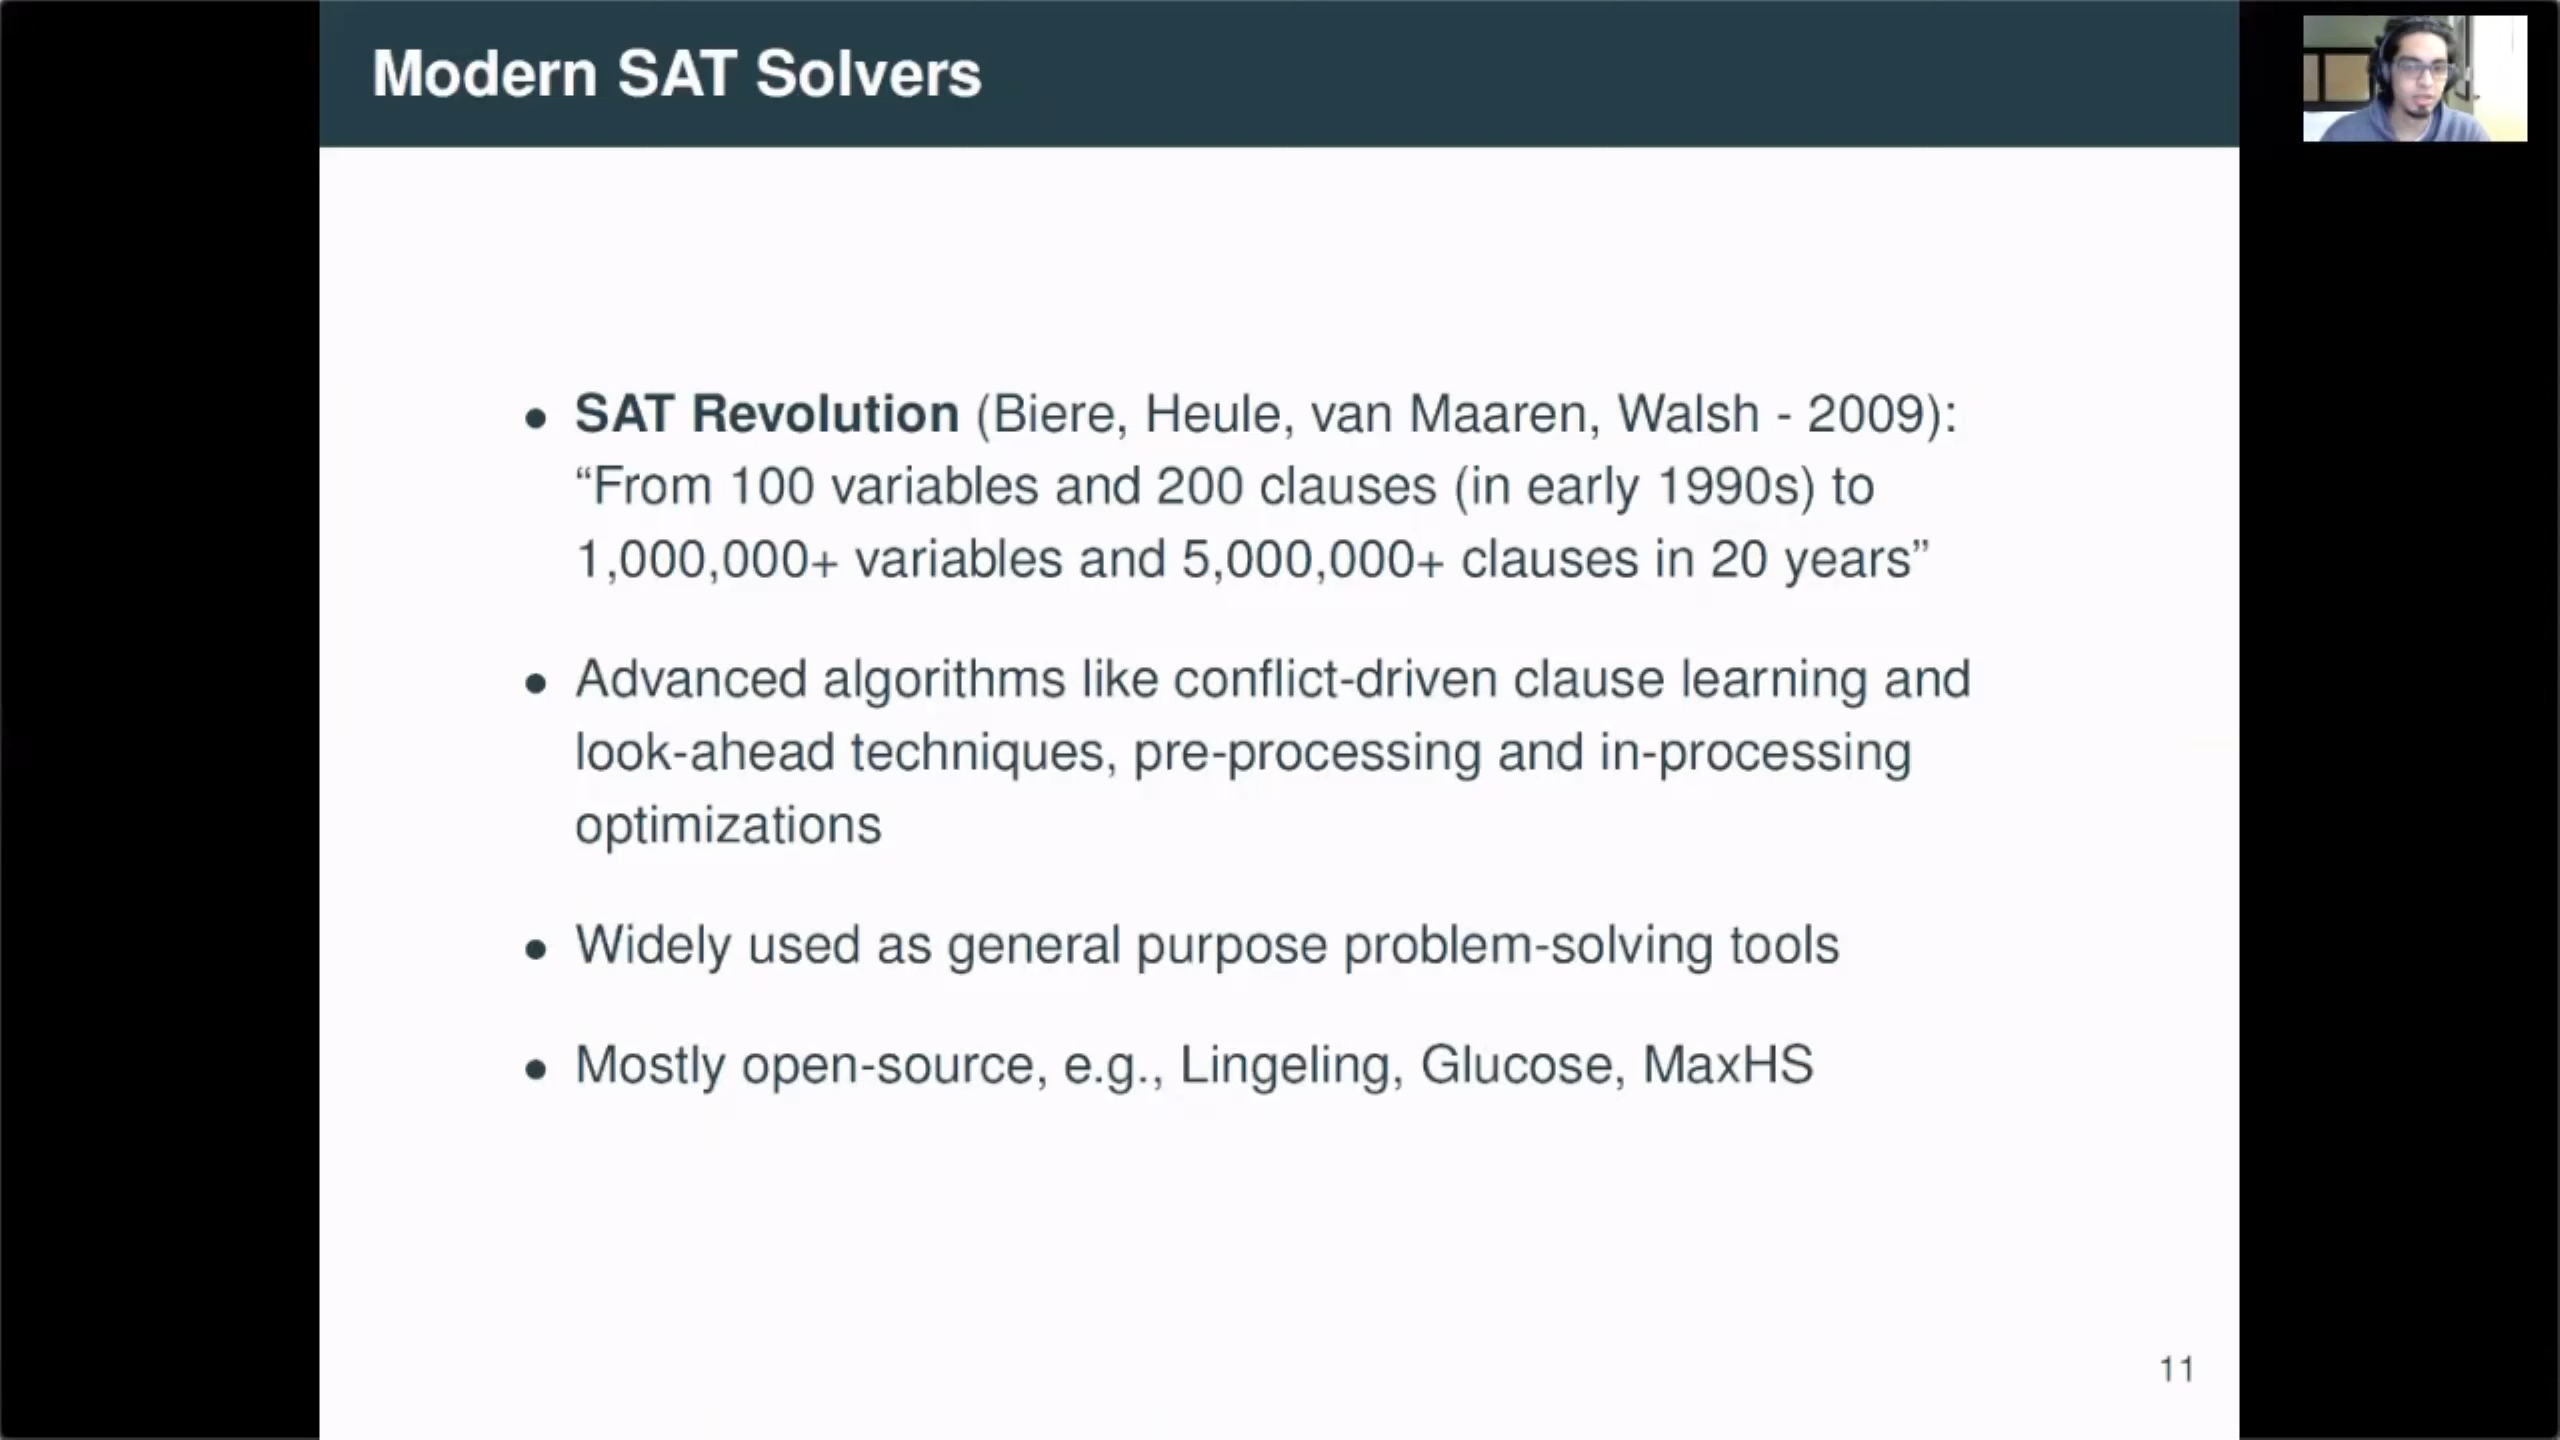 Modern SAT Solvers
• SAT Revolution (Biere, Heule, van Maaren, Walsh - 2009):
“From 100 variables and 200 clauses (in early 1990s) to
1,000,000+ variables and 5,000,000+ clauses in 20 years”
• Advanced algorithms like conflict-driven clause learning and
look-ahead techniques, pre-processing and in-processing
optimizations
• Widely used as general purpose problem-solving tools
• Mostly open-source, e.g., Lingeling, Glucose, MaxHS
11